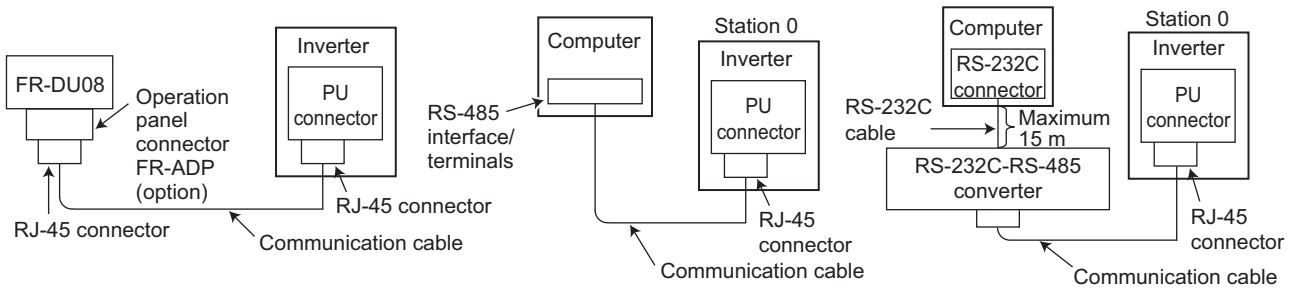 FR-DU08
Operation
panel
connector
FR-ADP
(option)
RJ-45 connector
Inverter
PU
connector
RJ-45 connector
Communication cable
Computer
RS-485
interface/
terminals
Station 0
Inverter
PU
connector
RJ-45
connector
Communication cable
Computer
RS-232C
connector
RS-232C
cable
Maximum
15 m
RS-232C-RS-485
converter
Station 0
Inverter
PU
connector
RJ-45
connector
Communication cable